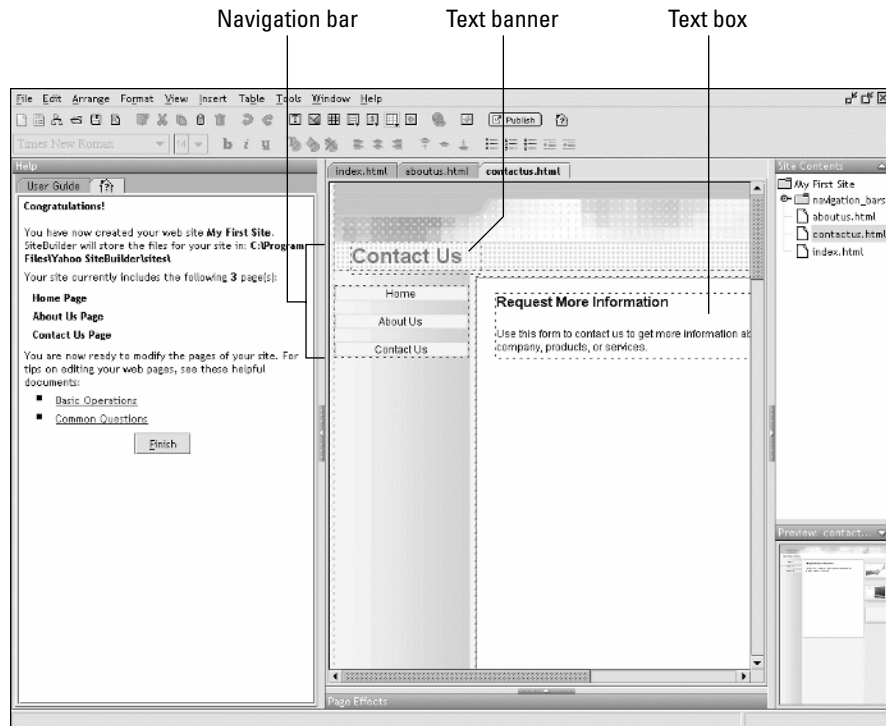 Navigation bar Text banner Text box
File Edit Arrange Format View Insert Table Tools Window Help
Publish
Times New Roman 14 b i u
Help
User Guide
Congratulations!
You have now created your web site My First Site.
SiteBuilder will store the files for your site in: C:\Program
Files\Yahoo SiteBuilder\sites\
Your site currently includes the following 3 page(s):
Home Page
About Us Page
Contact Us Page
You are now ready to modify the pages of your site. For
tips on editing your web pages, see these helpful
documents:
Basic Operations
Common Questions
Finish
index.html aboutus.html contactus.html
Contact Us
Home
About Us
Contact Us
Request More Information
Use this form to contact us to get more information ab
company, products, or services.
Page Effects
Site Contents
My First Site
navigation_bars
aboutus.html
contactus.html
index.html
Preview: contact...